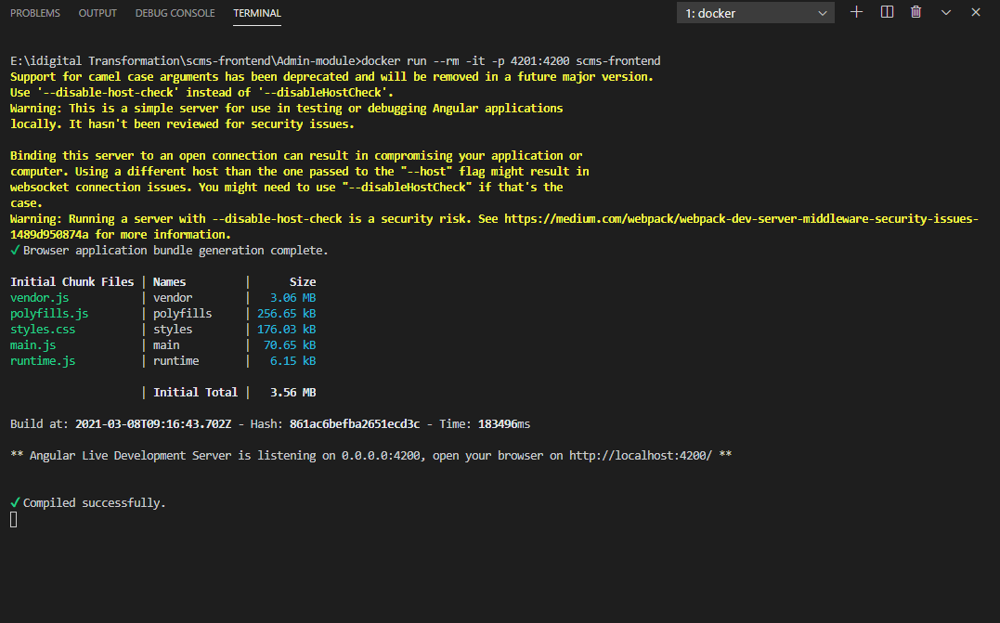 PROBLEMS OUTPUT DEBUG CONSOLE TERMINAL 1: docker
E:\idigital Transformation\scms-frontend\Admin-module>docker run --rm -it -p 4201:4200 scms-frontend
Support for camel case arguments has been deprecated and will be removed in a future major version.
Use '--disable-host-check' instead of '--disableHostCheck'.
Warning: This is a simple server for use in testing or debugging Angular applications
locally. It hasn't been reviewed for security issues.
Binding this server to an open connection can result in compromising your application or
computer. Using a different host than the one passed to the "--host" flag might result in
websocket connection issues. You might need to use "--disableHostCheck" if that's the
case.
Warning: Running a server with --disable-host-check is a security risk. See https://medium.com/webpack/webpack-dev-server-middleware-security-issues-
1489d950874a for more information.
✓ Browser application bundle generation complete.
Initial Chunk Files | Names | Size
vendor.js | vendor | 3.06 MB
polyfills.js | polyfills | 256.65 kB
styles.css | styles | 176.03 kB
main.js | main | 70.65 kB
runtime.js | runtime | 6.15 kB
| Initial Total | 3.56 MB
Build at: 2021-03-08T09:16:43.702Z - Hash: 861ac6befba2651ecd3c - Time: 183496ms
** Angular Live Development Server is listening on 0.0.0.0:4200, open your browser on http://localhost:4200/ **
✓ Compiled successfully.